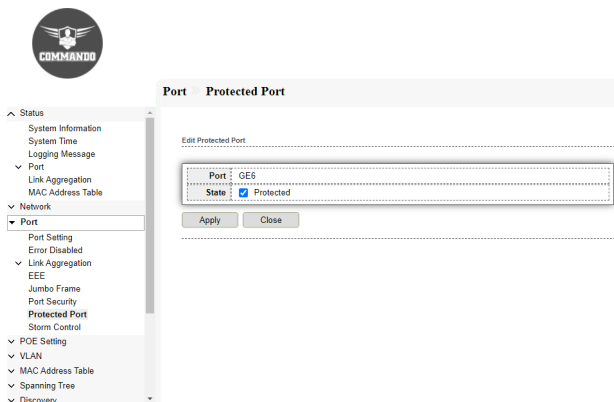 COMMANDO
Port Protected Port
Status
System Information
System Time
Logging Message
Port
Link Aggregation
MAC Address Table
Network
Port
Port Setting
Error Disabled
Link Aggregation
EEE
Jumbo Frame
Port Security
Protected Port
Storm Control
POE Setting
VLAN
MAC Address Table
Spanning Tree
Discovery
Edit Protected Port
Port GE6
State Protected
Apply Close